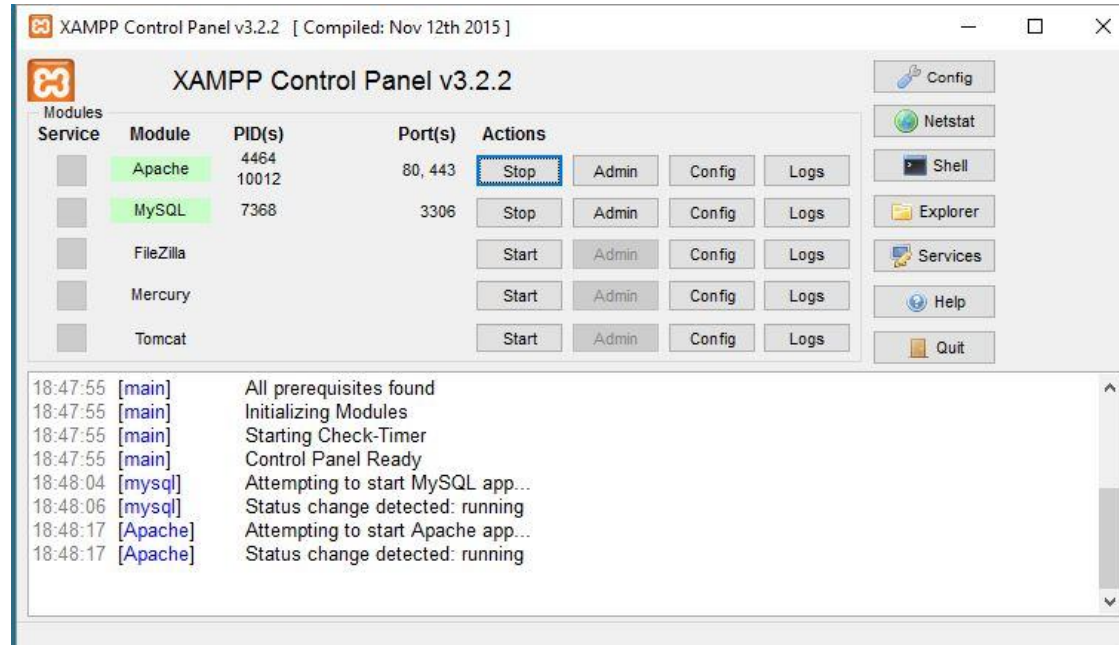 XAMPP Control Panel v3.2.2 [ Compiled: Nov 12th 2015 ]
XAMPP Control Panel v3.2.2
Config
Netstat
Shell
Explorer
Services
Help
Quit
Modules
Service Module PID(s) Port(s) Actions
Apache 4464 10012 80, 443 Stop Admin Config Logs
MySQL 7368 3306 Stop Admin Config Logs
FileZilla Start Admin Config Logs
Mercury Start Admin Config Logs
Tomcat Start Admin Config Logs
18:47:55 [main] All prerequisites found
18:47:55 [main] Initializing Modules
18:47:55 [main] Starting Check-Timer
18:47:55 [main] Control Panel Ready
18:48:04 [mysql] Attempting to start MySQL app...
18:48:06 [mysql] Status change detected: running
18:48:17 [Apache] Attempting to start Apache app...
18:48:17 [Apache] Status change detected: running